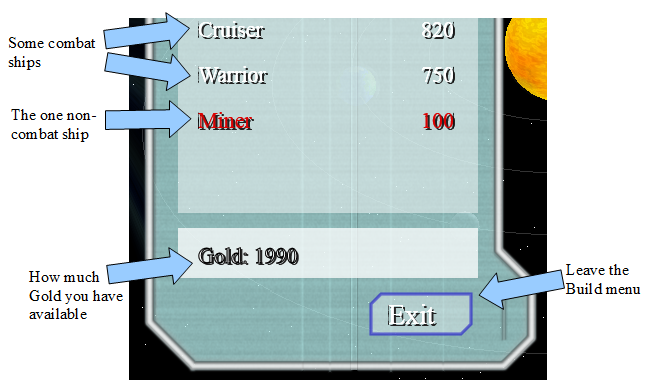 Some combat
ships
Cruiser 820
Warrior 750
The one non-
combat ship
Miner 100
Gold: 1990
How much
Gold you have
available
Leave the
Build menu
Exit